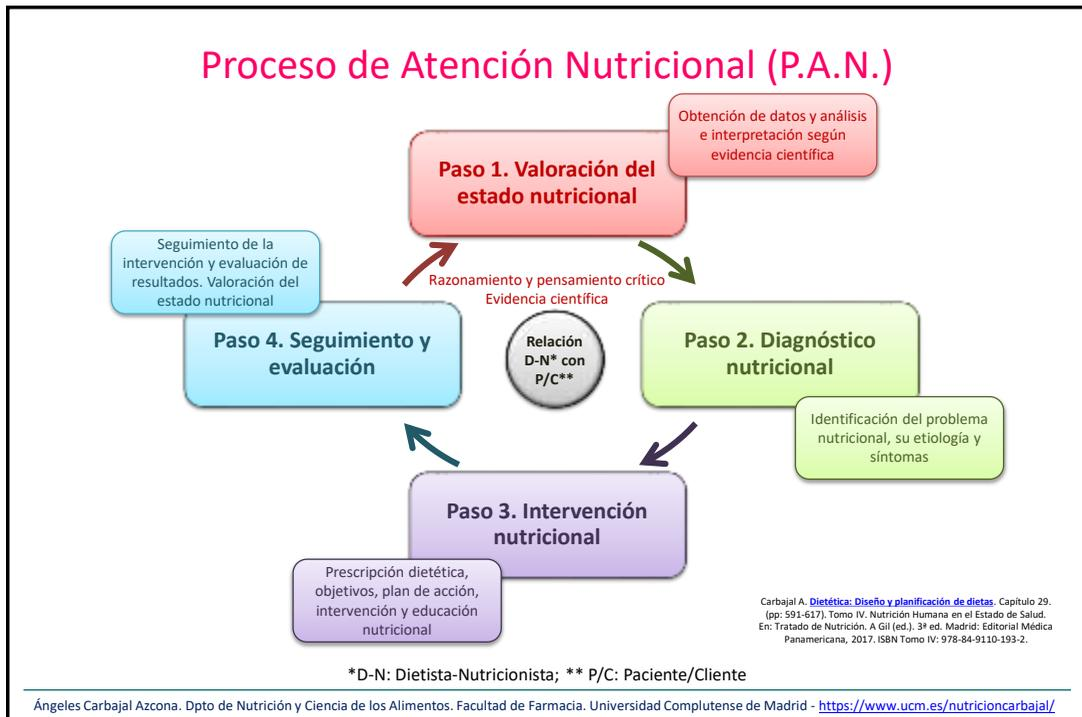 Proceso de Atención Nutricional (P.A.N.)
Obtención de datos y análisis
e interpretación según
evidencia científica
Paso 1. Valoración del
estado nutricional
Seguimiento de la
intervención y evaluación de
resultados. Valoración del
estado nutricional
Razonamiento y pensamiento crítico
Evidencia científica
Paso 4. Seguimiento y
evaluación
Relación
D-N* con
P/C**
Paso 2. Diagnóstico
nutricional
Identificación del problema
nutricional, su etiología y
síntomas
Paso 3. Intervención
nutricional
Prescripción dietética,
objetivos, plan de acción,
intervención y educación
nutricional
Carbajal A. Dietética: Diseño y planificación de dietas. Capítulo 29.
(pp: 591-617). Tomo IV. Nutrición Humana en el Estado de Salud.
En: Tratado de Nutrición. A Gil (ed.). 3ª ed. Madrid: Editorial Médica
Panamericana, 2017. ISBN Tomo IV: 978-84-9110-193-2.
*D-N: Dietista-Nutricionista; ** P/C: Paciente/Cliente
Ángeles Carbajal Azcona. Dpto de Nutrición y Ciencia de los Alimentos. Facultad de Farmacia. Universidad Complutense de Madrid - https://www.ucm.es/nutricioncarbajal/